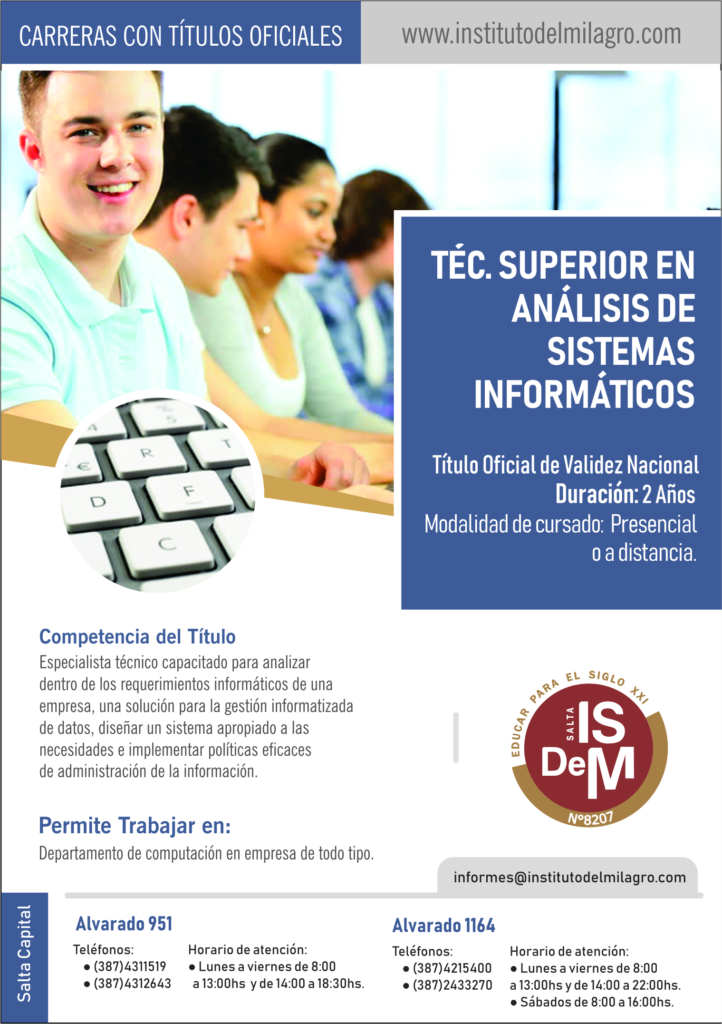 CARRERAS CON TÍTULOS OFICIALES
www.institutodelmilagro.com
TÉC. SUPERIOR EN
ANÁLISIS DE
SISTEMAS
INFORMÁTICOS
Título Oficial de Validez Nacional
Duración: 2 Años
Modalidad de cursado: Presencial
o a distancia.
4 5
€ R T
D F
C
Competencia del Título
Especialista técnico capacitado para analizar
dentro de los requerimientos informáticos de una
empresa, una solución para la gestión informatizada
de datos, diseñar un sistema apropiado a las
necesidades e implementar políticas eficaces
de administración de la información.
EDUCAR PARA EL SIGLO XXI
SALTA
IS
DeM
Nº8207
Permite Trabajar en:
Departamento de computación en empresa de todo tipo.
informes@institutodelmilagro.com
Salta Capital
Alvarado 951
Teléfonos:
● (387)4311519
● (387)4312643
Horario de atención:
● Lunes a viernes de 8:00
a 13:00hs y de 14:00 a 18:30hs.
Alvarado 1164
Teléfonos:
● (387)4215400
● (387)2433270
Horario de atención:
● Lunes a viernes de 8:00
a 13:00hs y de 14:00 a 22:00hs.
● Sábados de 8:00 a 16:00hs.